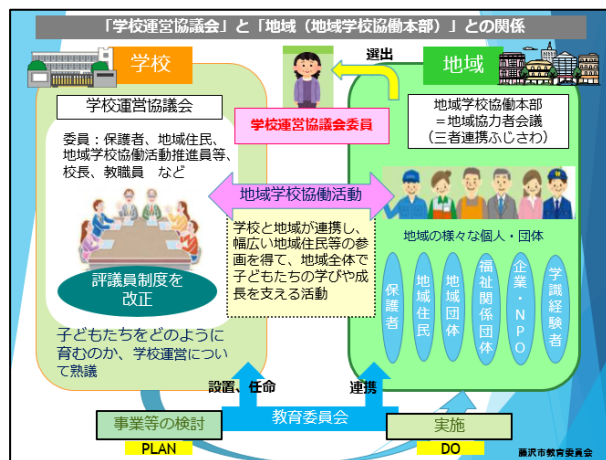 「学校運営協議会」と「地域（地域学校協働本部）」との関係
学校
選出
地域
学校運営協議会
委員：保護者、地域住民、
地域学校協働活動推進員等、
校長、教職員　など
学校運営協議会委員
地域学校協働本部
＝地域協力者会議
（三者連携ふじさわ）
地域学校協働活動
学校と地域が連携し、
幅広い地域住民等の参
画を得て、地域全体で
子どもたちの学びや成
長を支える活動
地域の様々な個人・団体
評議員制度を
改正
保護者
地域住民
地域団体
福祉関係団体
企業・NPO
学識経験者
子どもたちをどのように
育むのか、学校運営につい
て熟議
設置、任命
連携
教育委員会
事業等の検討
実施
PLAN
DO
藤沢市教育委員会